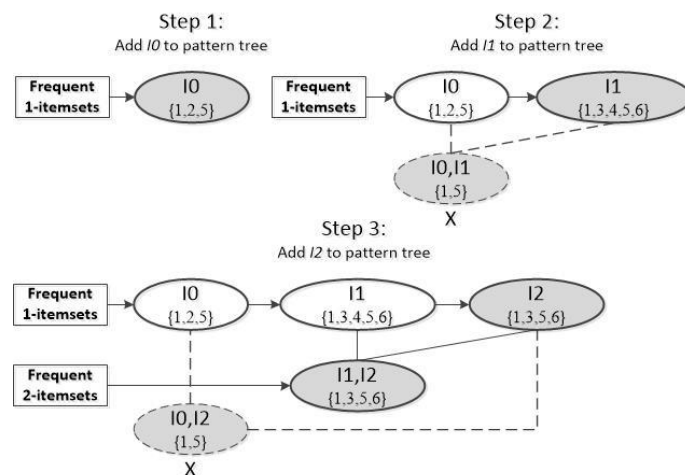 Step 1:
Add I0 to pattern tree
Frequent
1-itemsets
I0
{1,2,5}
Step 2:
Add I1 to pattern tree
Frequent
1-itemsets
I0
{1,2,5}
I1
{1,3,4,5,6}
I0,I1
{1,5}
X
Step 3:
Add I2 to pattern tree
Frequent
1-itemsets
I0
{1,2,5}
I1
{1,3,4,5,6}
I2
{1,3,5,6}
Frequent
2-itemsets
I1,I2
{1,3,5,6}
I0,I2
{1,5}
X